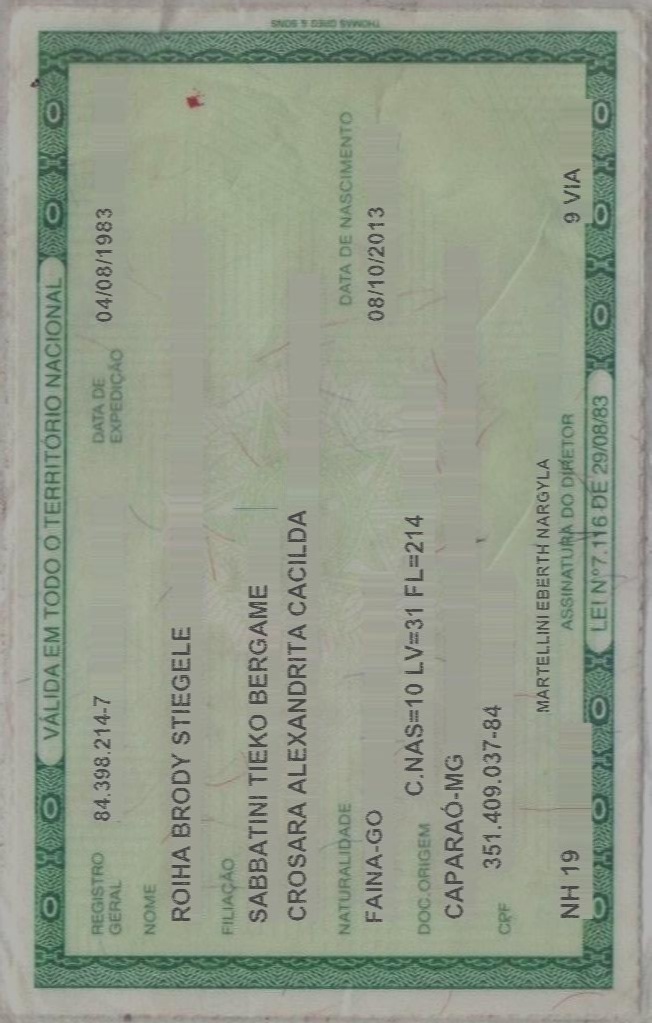 THOMAS GREG & SONS
VÁLIDA EM TODO O TERRITÓRIO NACIONAL
REGISTRO GERAL 84.398.214-7 DATA DE EXPEDIÇÃO 04/08/1983
NOME
ROIHA BRODY STIEGELE
FILIAÇÃO
SABBATINI TIEKO BERGAME
CROSARA ALEXANDRITA CACILDA
NATURALIDADE DATA DE NASCIMENTO
FAINA-GO 08/10/2013
DOC.ORIGEM C.NAS=10 LV=31 FL=214
CAPARAÓ-MG
CPF 351.409.037-84
MARTELLINI EBERTH NARGYLA
NH 19 ASSINATURA DO DIRETOR 9 VIA
LEI Nº 7.116 DE 29/08/83